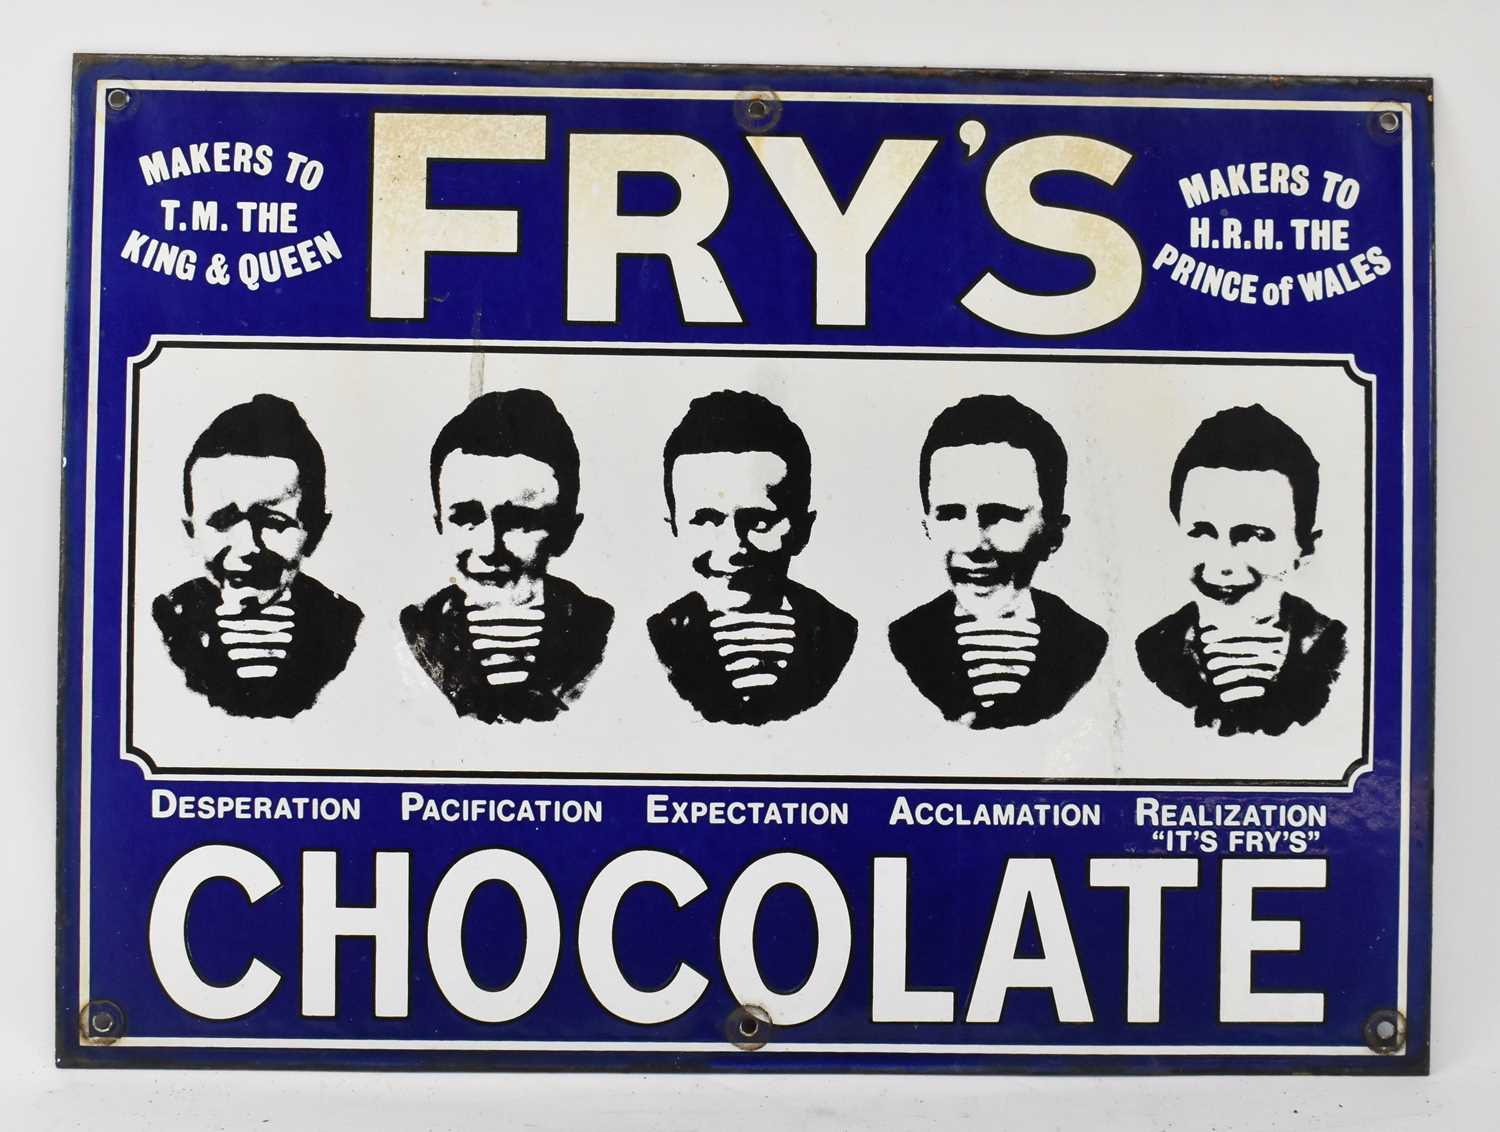 MAKERS TO
T.M. THE
KING & QUEEN
FRY'S
MAKERS TO
H.R.H. THE
PRINCE of WALES
DESPERATION
PACIFICATION
EXPECTATION
ACCLAMATION
REALIZATION
"IT'S FRY'S"
CHOCOLATE